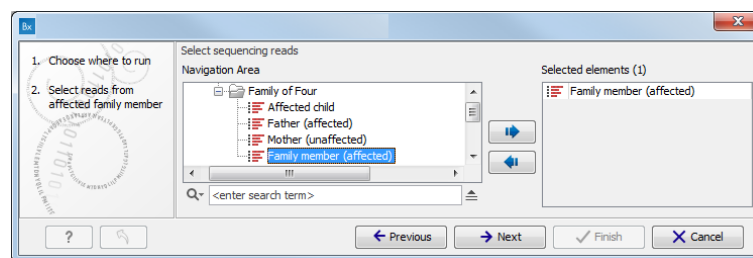 Bx
1. Choose where to run
2. Select reads from
affected family member
Select sequencing reads
Navigation Area
Family of Four
Affected child
Father (affected)
Mother (unaffected)
Family member (affected)
<enter search term>
Selected elements (1)
Family member (affected)
?
Previous
Next
Finish
Cancel